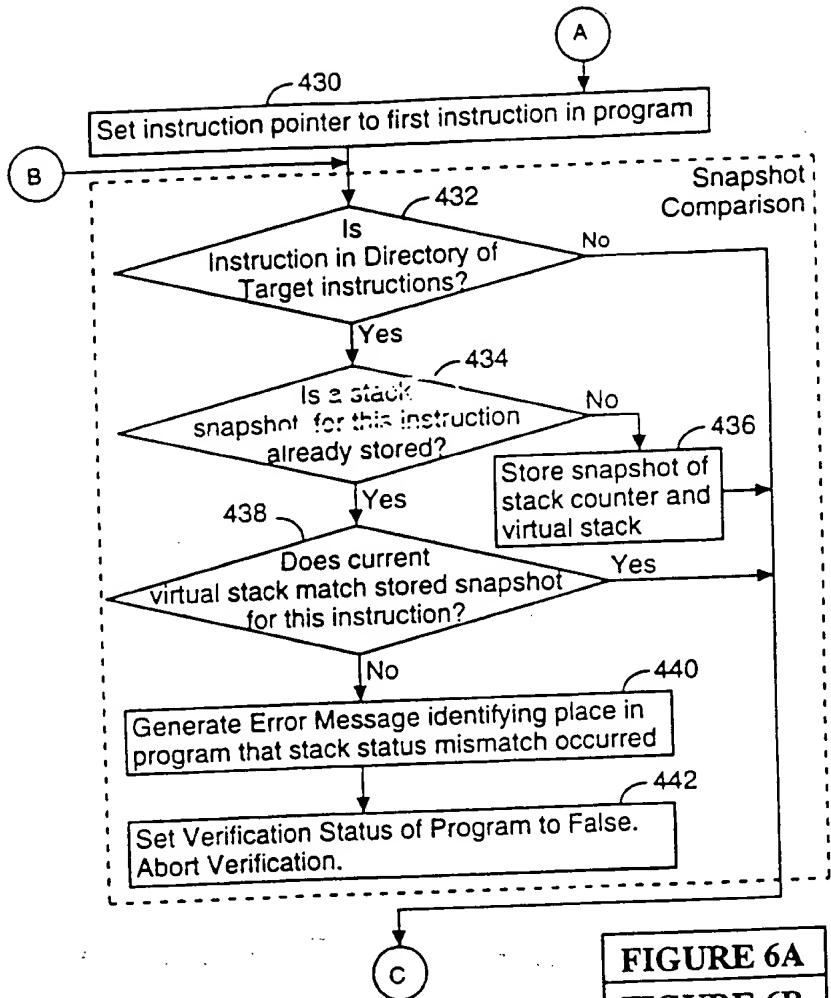 A
430
Set instruction pointer to first instruction in program
B
Snapshot
Comparison
432
Is
Instruction in Directory of
Target instructions?
No
Yes
434
Is a stack
snapshot for this instruction
already stored?
No
436
Store snapshot of
stack counter and
virtual stack
Yes
438
Does current
virtual stack match stored snapshot
for this instruction?
Yes
No
440
Generate Error Message identifying place in
program that stack status mismatch occurred
442
Set Verification Status of Program to False.
Abort Verification.
C
FIGURE 6A
FIGURE 6B